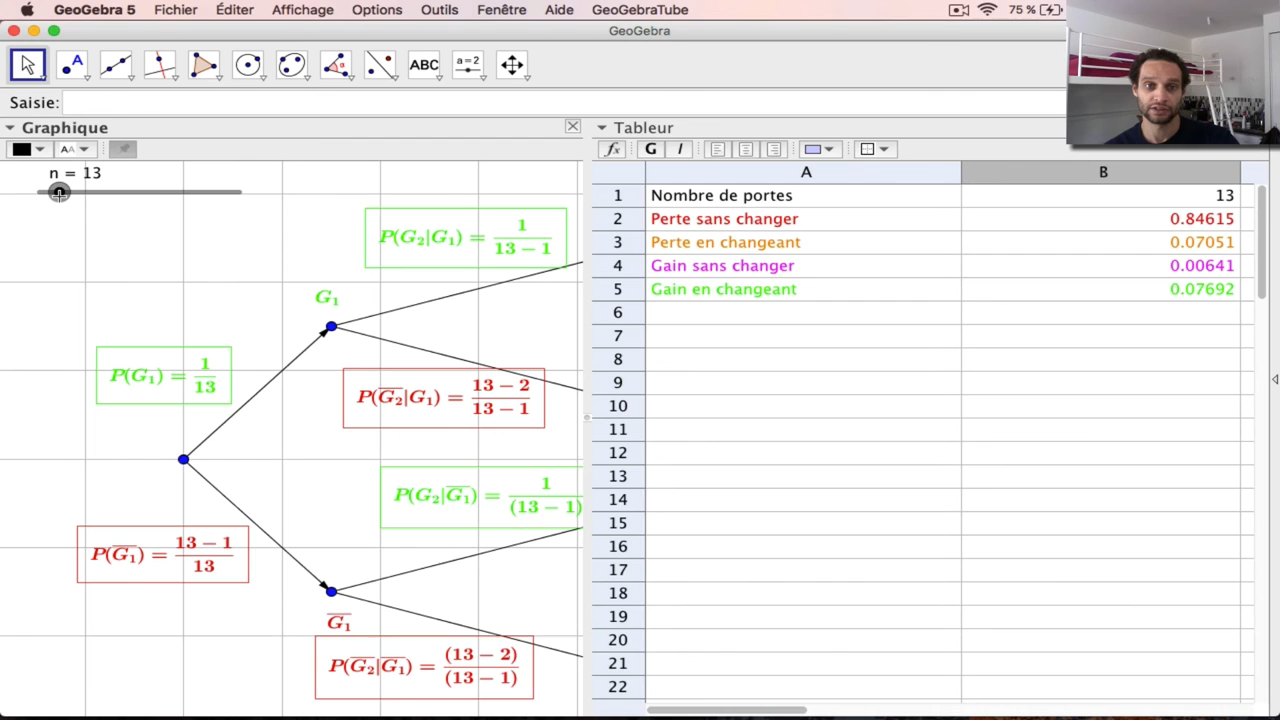 GeoGebra 5 Fichier Éditer Affichage Options Outils Fenêtre Aide GeoGebraTube 75 %
GeoGebra
A ABC a=2
Saisie:
Graphique
AA
n = 13
P(G₂|G₁) = 1/(13 − 1)
G₁
P(G₁) = 1/13
P(G̅₂|G₁) = (13 − 2)/(13 − 1)
P(G₂|G̅₁) = 1/(13 − 1)
P(G̅₁) = (13 − 1)/13
G̅₁
P(G̅₂|G̅₁) = (13 − 2)/(13 − 1)
Tableur
fx G I
A B
1 Nombre de portes 13
2 Perte sans changer 0.84615
3 Perte en changeant 0.07051
4 Gain sans changer 0.00641
5 Gain en changeant 0.07692
6
7
8
9
10
11
12
13
14
15
16
17
18
19
20
21
22